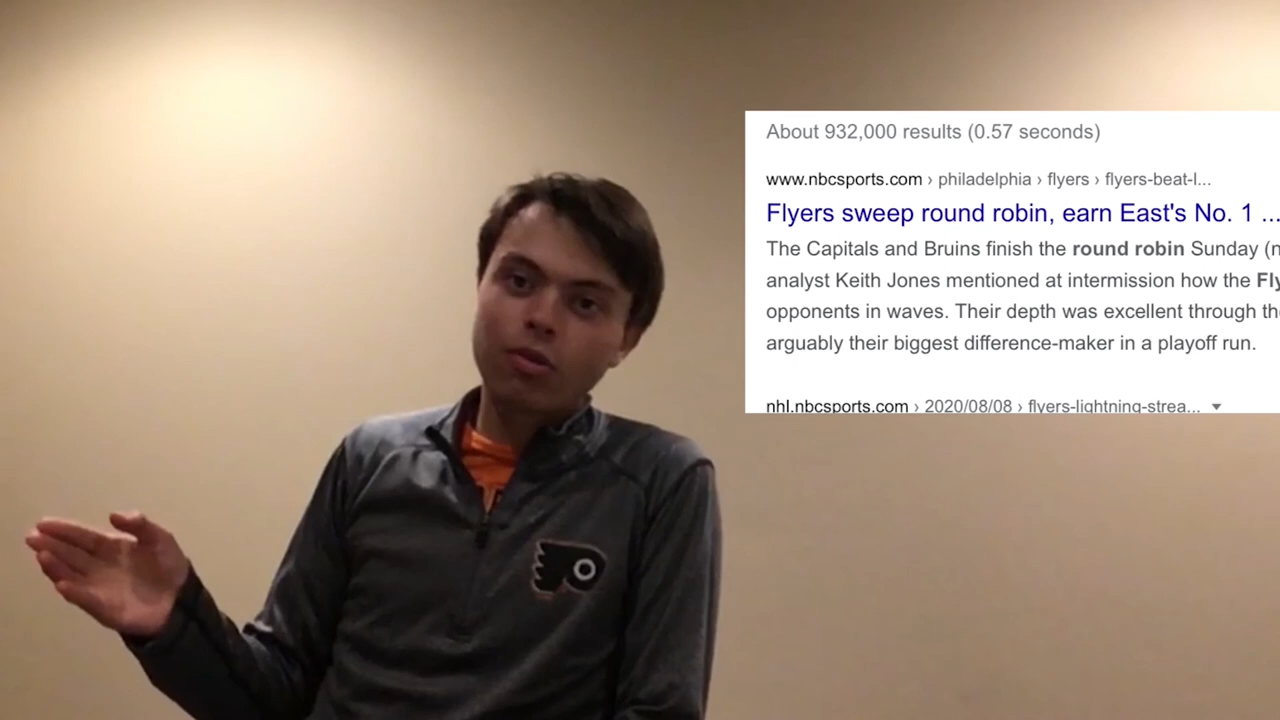 About 932,000 results (0.57 seconds)
www.nbcsports.com › philadelphia › flyers › flyers-beat-l...
Flyers sweep round robin, earn East's No. 1 ...
The Capitals and Bruins finish the round robin Sunday (n
analyst Keith Jones mentioned at intermission how the Fly
opponents in waves. Their depth was excellent through the
arguably their biggest difference-maker in a playoff run.
nhl.nbcsports.com › 2020/08/08 › flyers-lightning-strea...